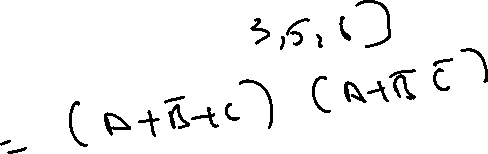 3,5,6)
= (A+B̅+C) (A+B̅ C̅)